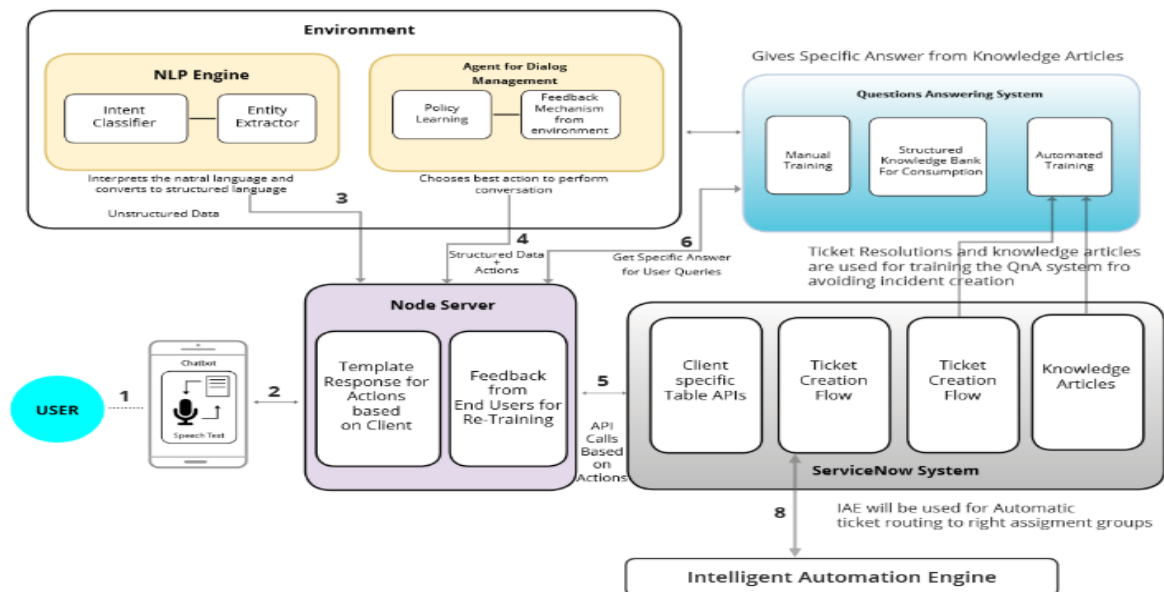 Environment
NLP Engine
Intent
Classifier
Entity
Extractor
Interprets the natral language and
converts to structured language
Unstructured Data
3
Agent for Dialog
Management
Policy
Learning
Feedback
Mechanism
from
environment
Chooses best action to perform
conversation
4
Structured Data
+
Actions
Gives Specific Answer from Knowledge Articles
Questions Answering System
Manual
Training
Structured
Knowledge Bank
For Consumption
Automated
Training
6
Get Specific Answer
for User Queries
Ticket Resolutions and knowledge articles
are used for training the QnA system fro
avoiding incident creation
USER
1
Chatbot
Speech Text
2
Node Server
Template
Response for
Actions
based
on Client
Feedback
from
End Users for
Re-Training
5
API
Calls
Based
on
Actions
Client
specific
Table APIs
Ticket
Creation
Flow
Ticket
Creation
Flow
Knowledge
Articles
ServiceNow System
8
IAE will be used for Automatic
ticket routing to right assigment groups
Intelligent Automation Engine